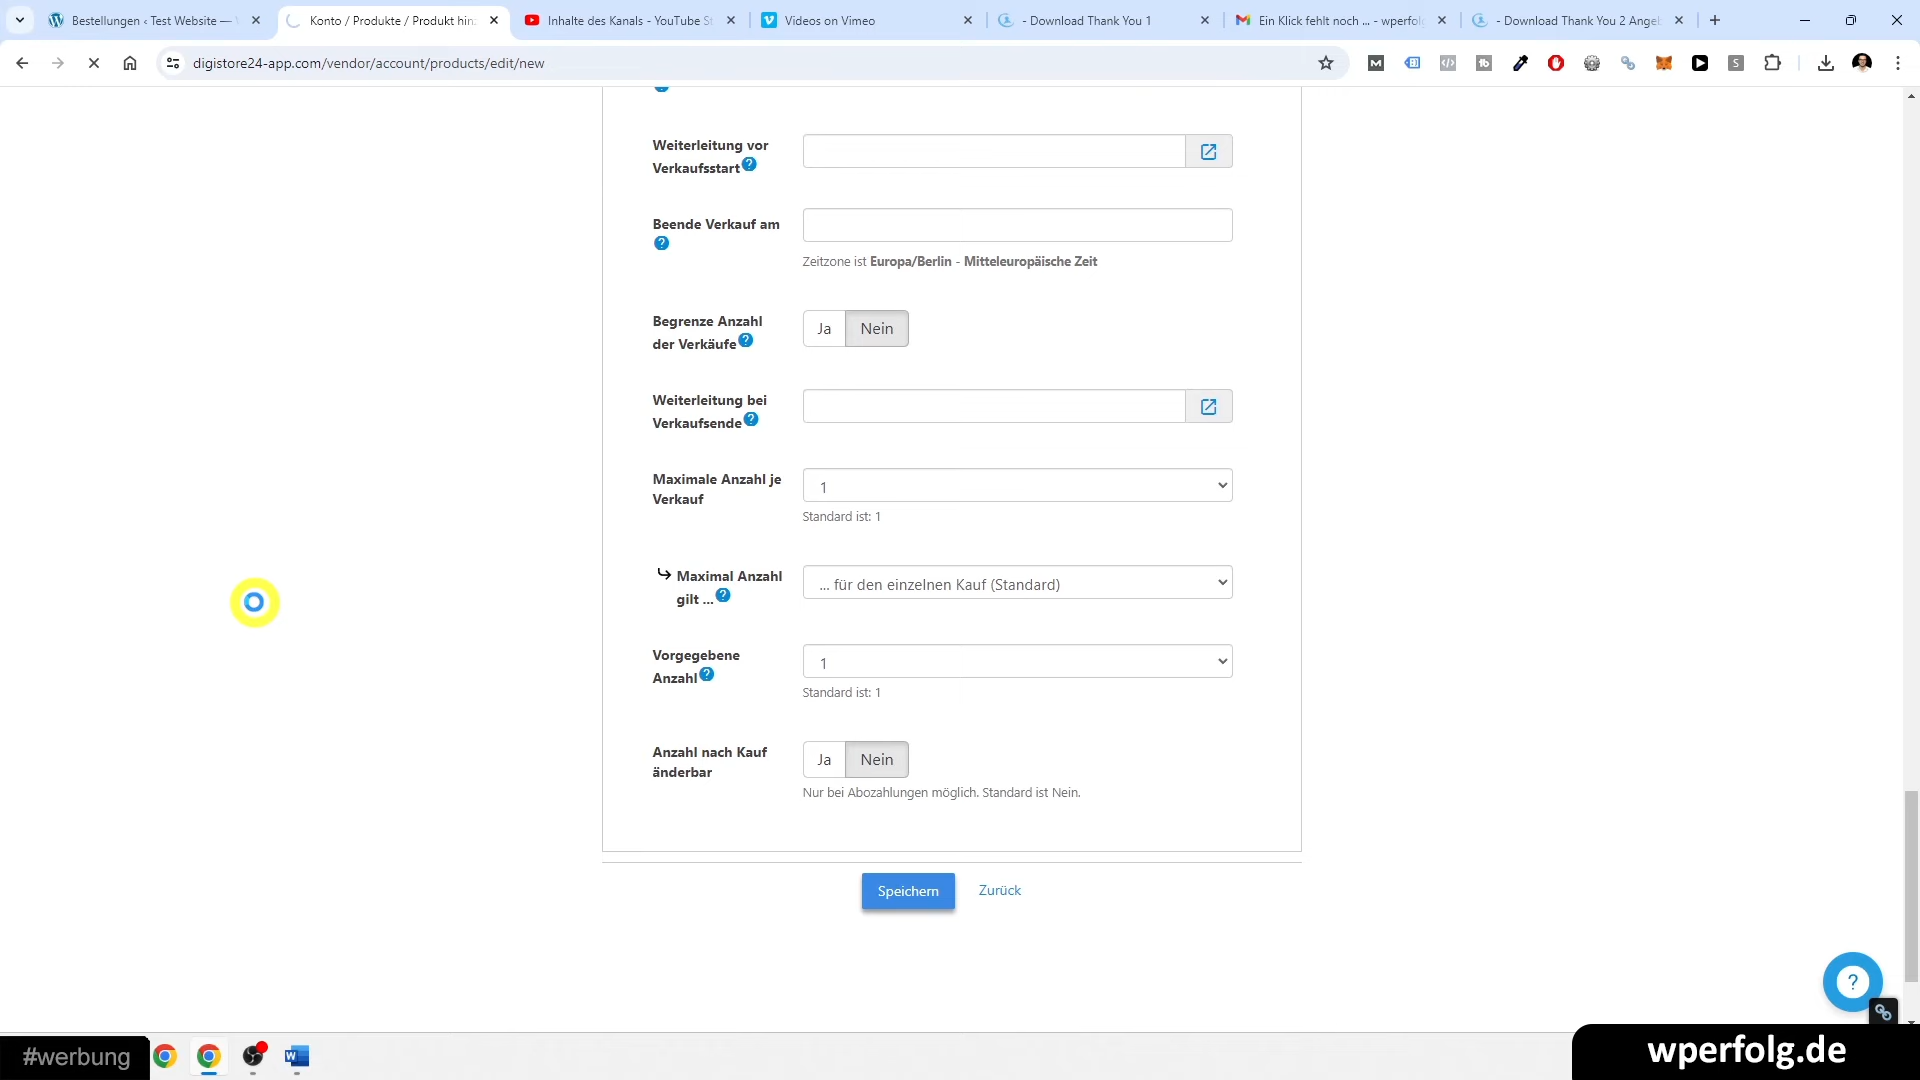 Bestellungen ‹ Test Website —
Konto / Produkte / Produkt hin
Inhalte des Kanals - YouTube St
Videos on Vimeo
- Download Thank You 1
Ein Klick fehlt noch ... - wperfol
- Download Thank You 2 Angeb
digistore24-app.com/vendor/account/products/edit/new
Weiterleitung vor
Verkaufsstart
Beende Verkauf am
Zeitzone ist Europa/Berlin - Mitteleuropäische Zeit
Begrenze Anzahl
der Verkäufe
Ja Nein
Weiterleitung bei
Verkaufsende
Maximale Anzahl je
Verkauf
1
Standard ist: 1
Maximal Anzahl
gilt ...
... für den einzelnen Kauf (Standard)
Vorgegebene
Anzahl
1
Standard ist: 1
Anzahl nach Kauf
änderbar
Ja Nein
Nur bei Abozahlungen möglich. Standard ist Nein.
Speichern Zurück
#werbung
wperfolg.de